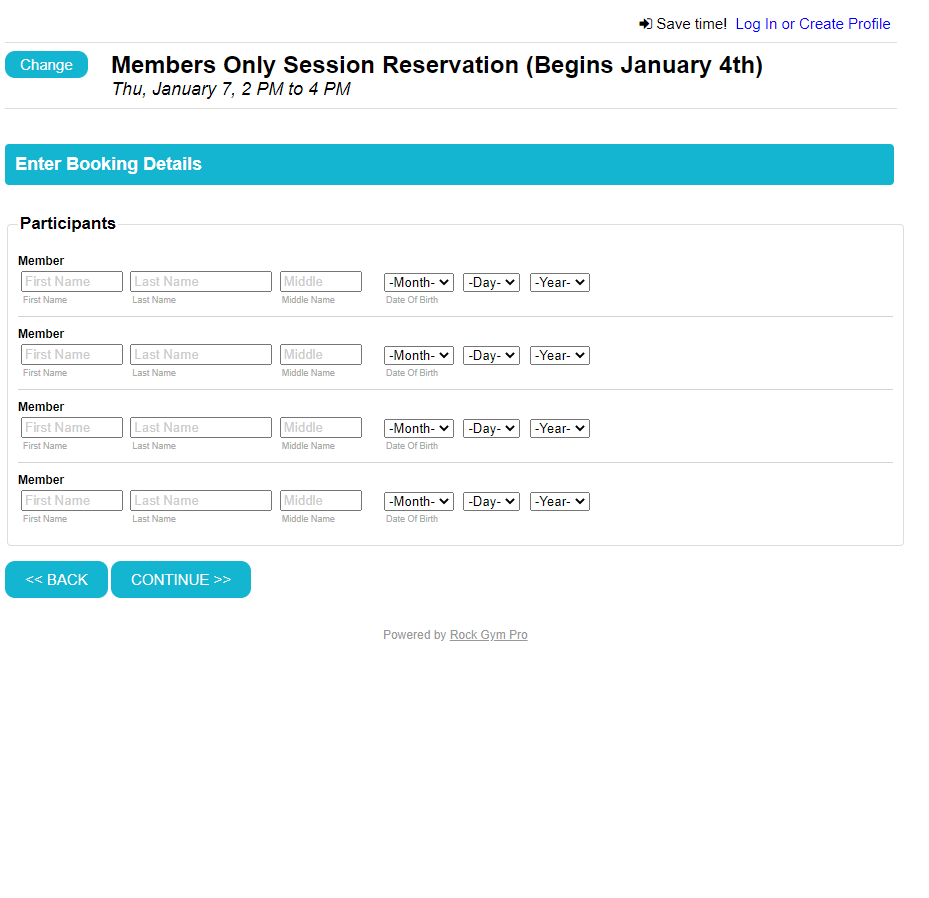 Save time! Log In or Create Profile
Change
Members Only Session Reservation (Begins January 4th)
Thu, January 7, 2 PM to 4 PM
Enter Booking Details
Participants
Member
First Name Last Name Middle -Month- -Day- -Year-
First Name Last Name Middle Name Date Of Birth
Member
First Name Last Name Middle -Month- -Day- -Year-
First Name Last Name Middle Name Date Of Birth
Member
First Name Last Name Middle -Month- -Day- -Year-
First Name Last Name Middle Name Date Of Birth
Member
First Name Last Name Middle -Month- -Day- -Year-
First Name Last Name Middle Name Date Of Birth
<< BACK CONTINUE >>
Powered by Rock Gym Pro